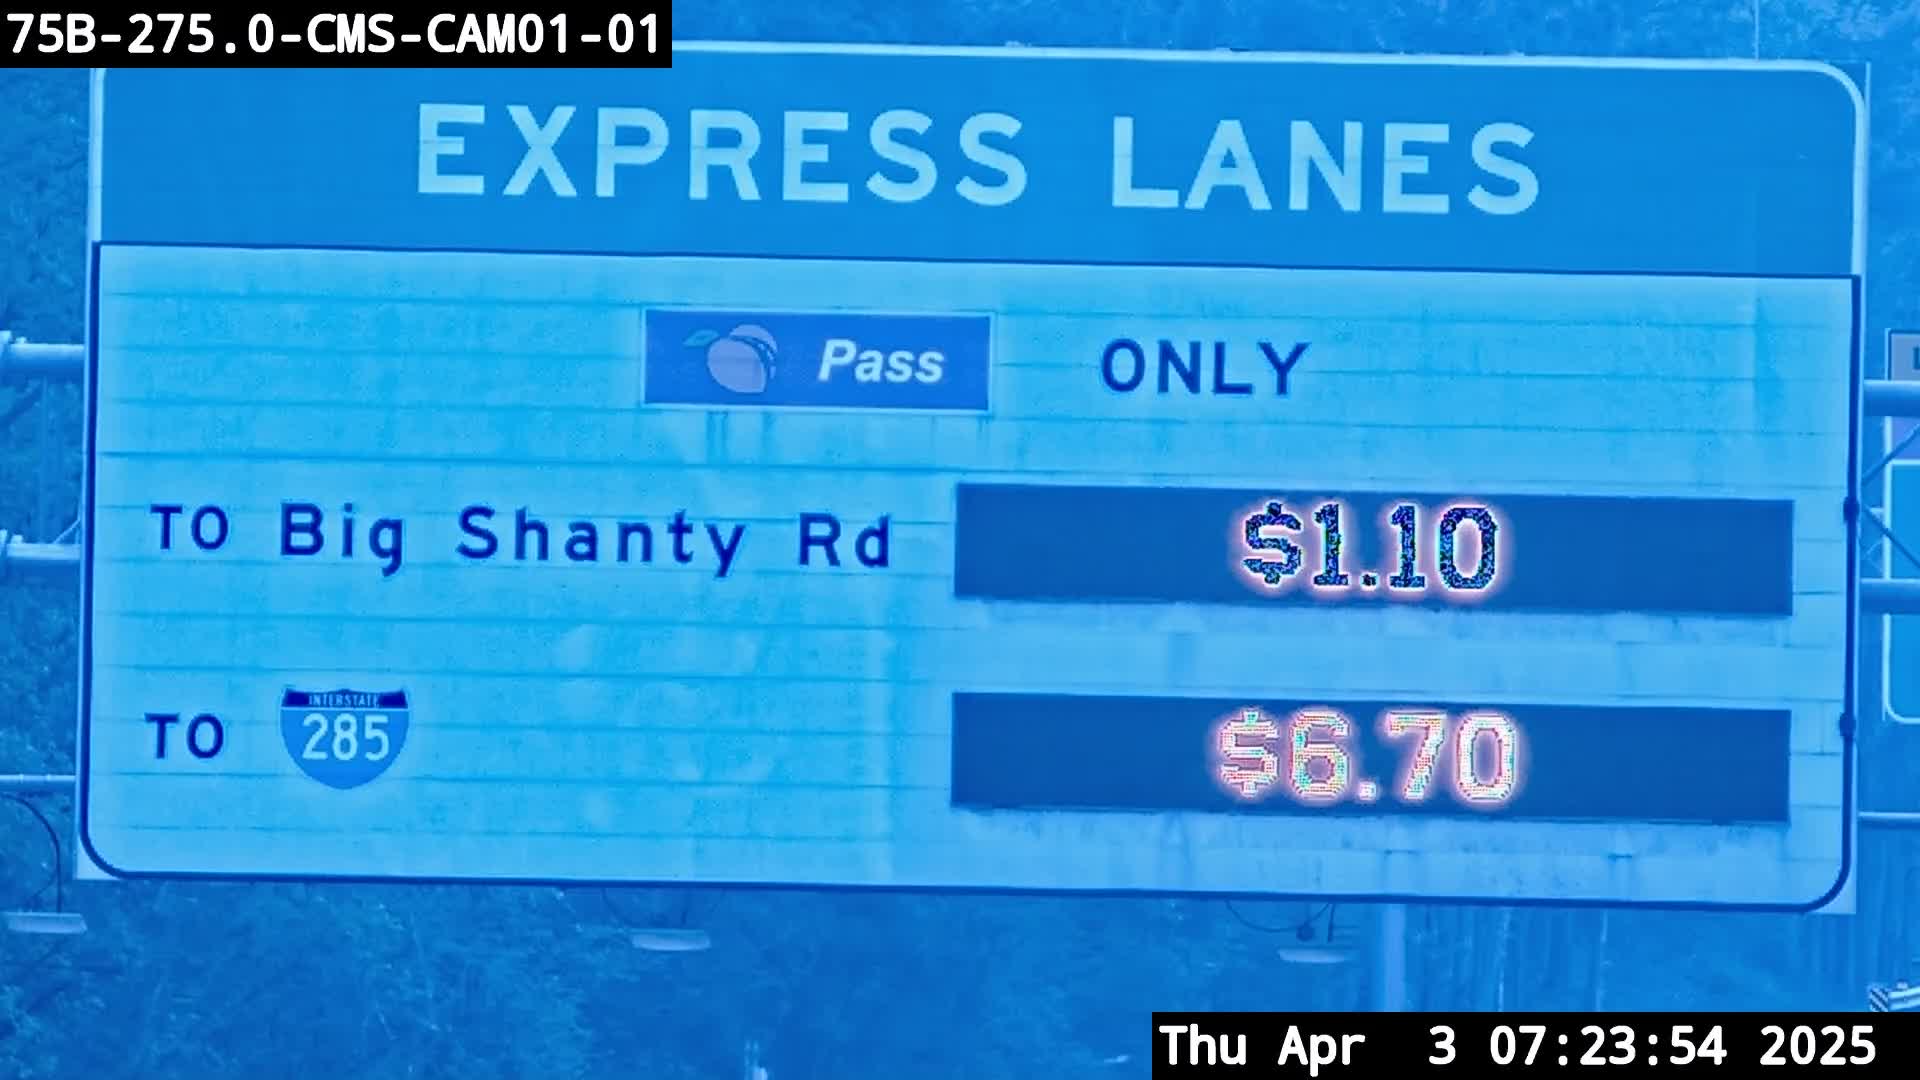 75B-275.0-CMS-CAM01-01
EXPRESS LANES
Pass ONLY
TO Big Shanty Rd $1.10
INTERSTATE
TO 285 $6.70
Thu Apr 3 07:23:54 2025